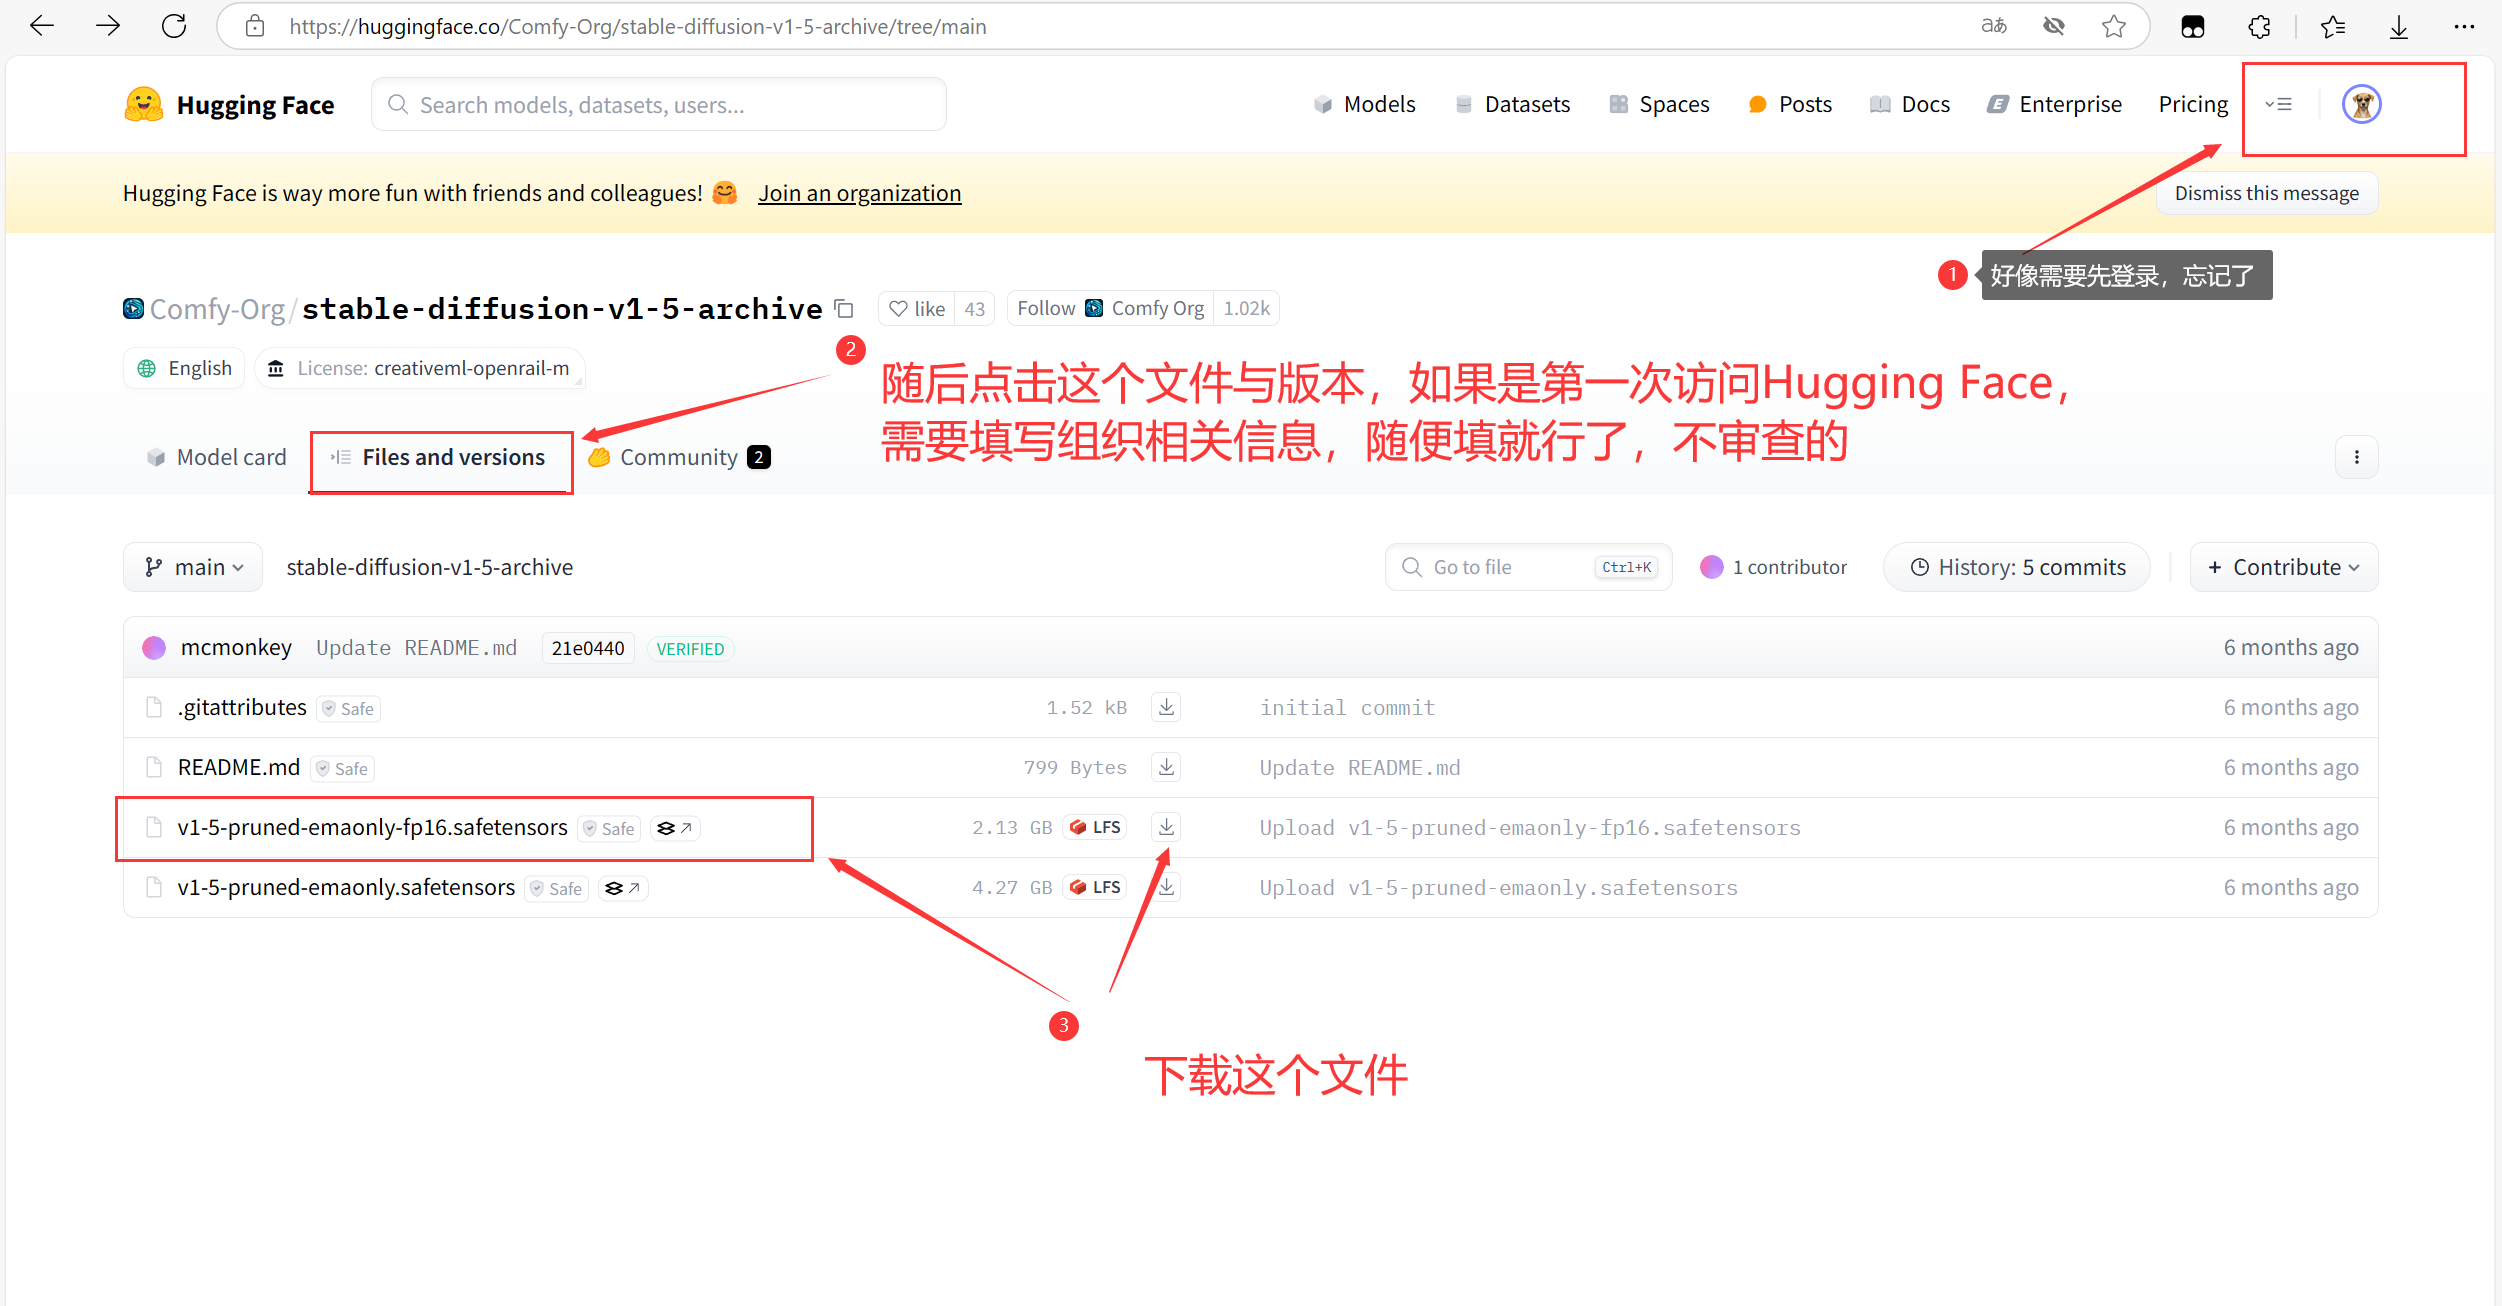 https://huggingface.co/Comfy-Org/stable-diffusion-v1-5-archive/tree/main
aあ
Hugging Face
Search models, datasets, users...
Models
Datasets
Spaces
Posts
Docs
Enterprise
Pricing
Hugging Face is way more fun with friends and colleagues! 🤗 Join an organization
Dismiss this message
1
好像需要先登录，忘记了
Comfy-Org/stable-diffusion-v1-5-archive
like 43
Follow Comfy Org 1.02k
2
English
License: creativeml-openrail-m
随后点击这个文件与版本，如果是第一次访问Hugging Face，
需要填写组织相关信息，随便填就行了，不审查的
Model card
Files and versions
Community 2
main
stable-diffusion-v1-5-archive
Go to file
Ctrl+K
1 contributor
History: 5 commits
+ Contribute
mcmonkey Update README.md 21e0440 VERIFIED 6 months ago
.gitattributes Safe 1.52 kB initial commit 6 months ago
README.md Safe 799 Bytes Update README.md 6 months ago
v1-5-pruned-emaonly-fp16.safetensors Safe 2.13 GB LFS Upload v1-5-pruned-emaonly-fp16.safetensors 6 months ago
v1-5-pruned-emaonly.safetensors Safe 4.27 GB LFS Upload v1-5-pruned-emaonly.safetensors 6 months ago
3
下载这个文件